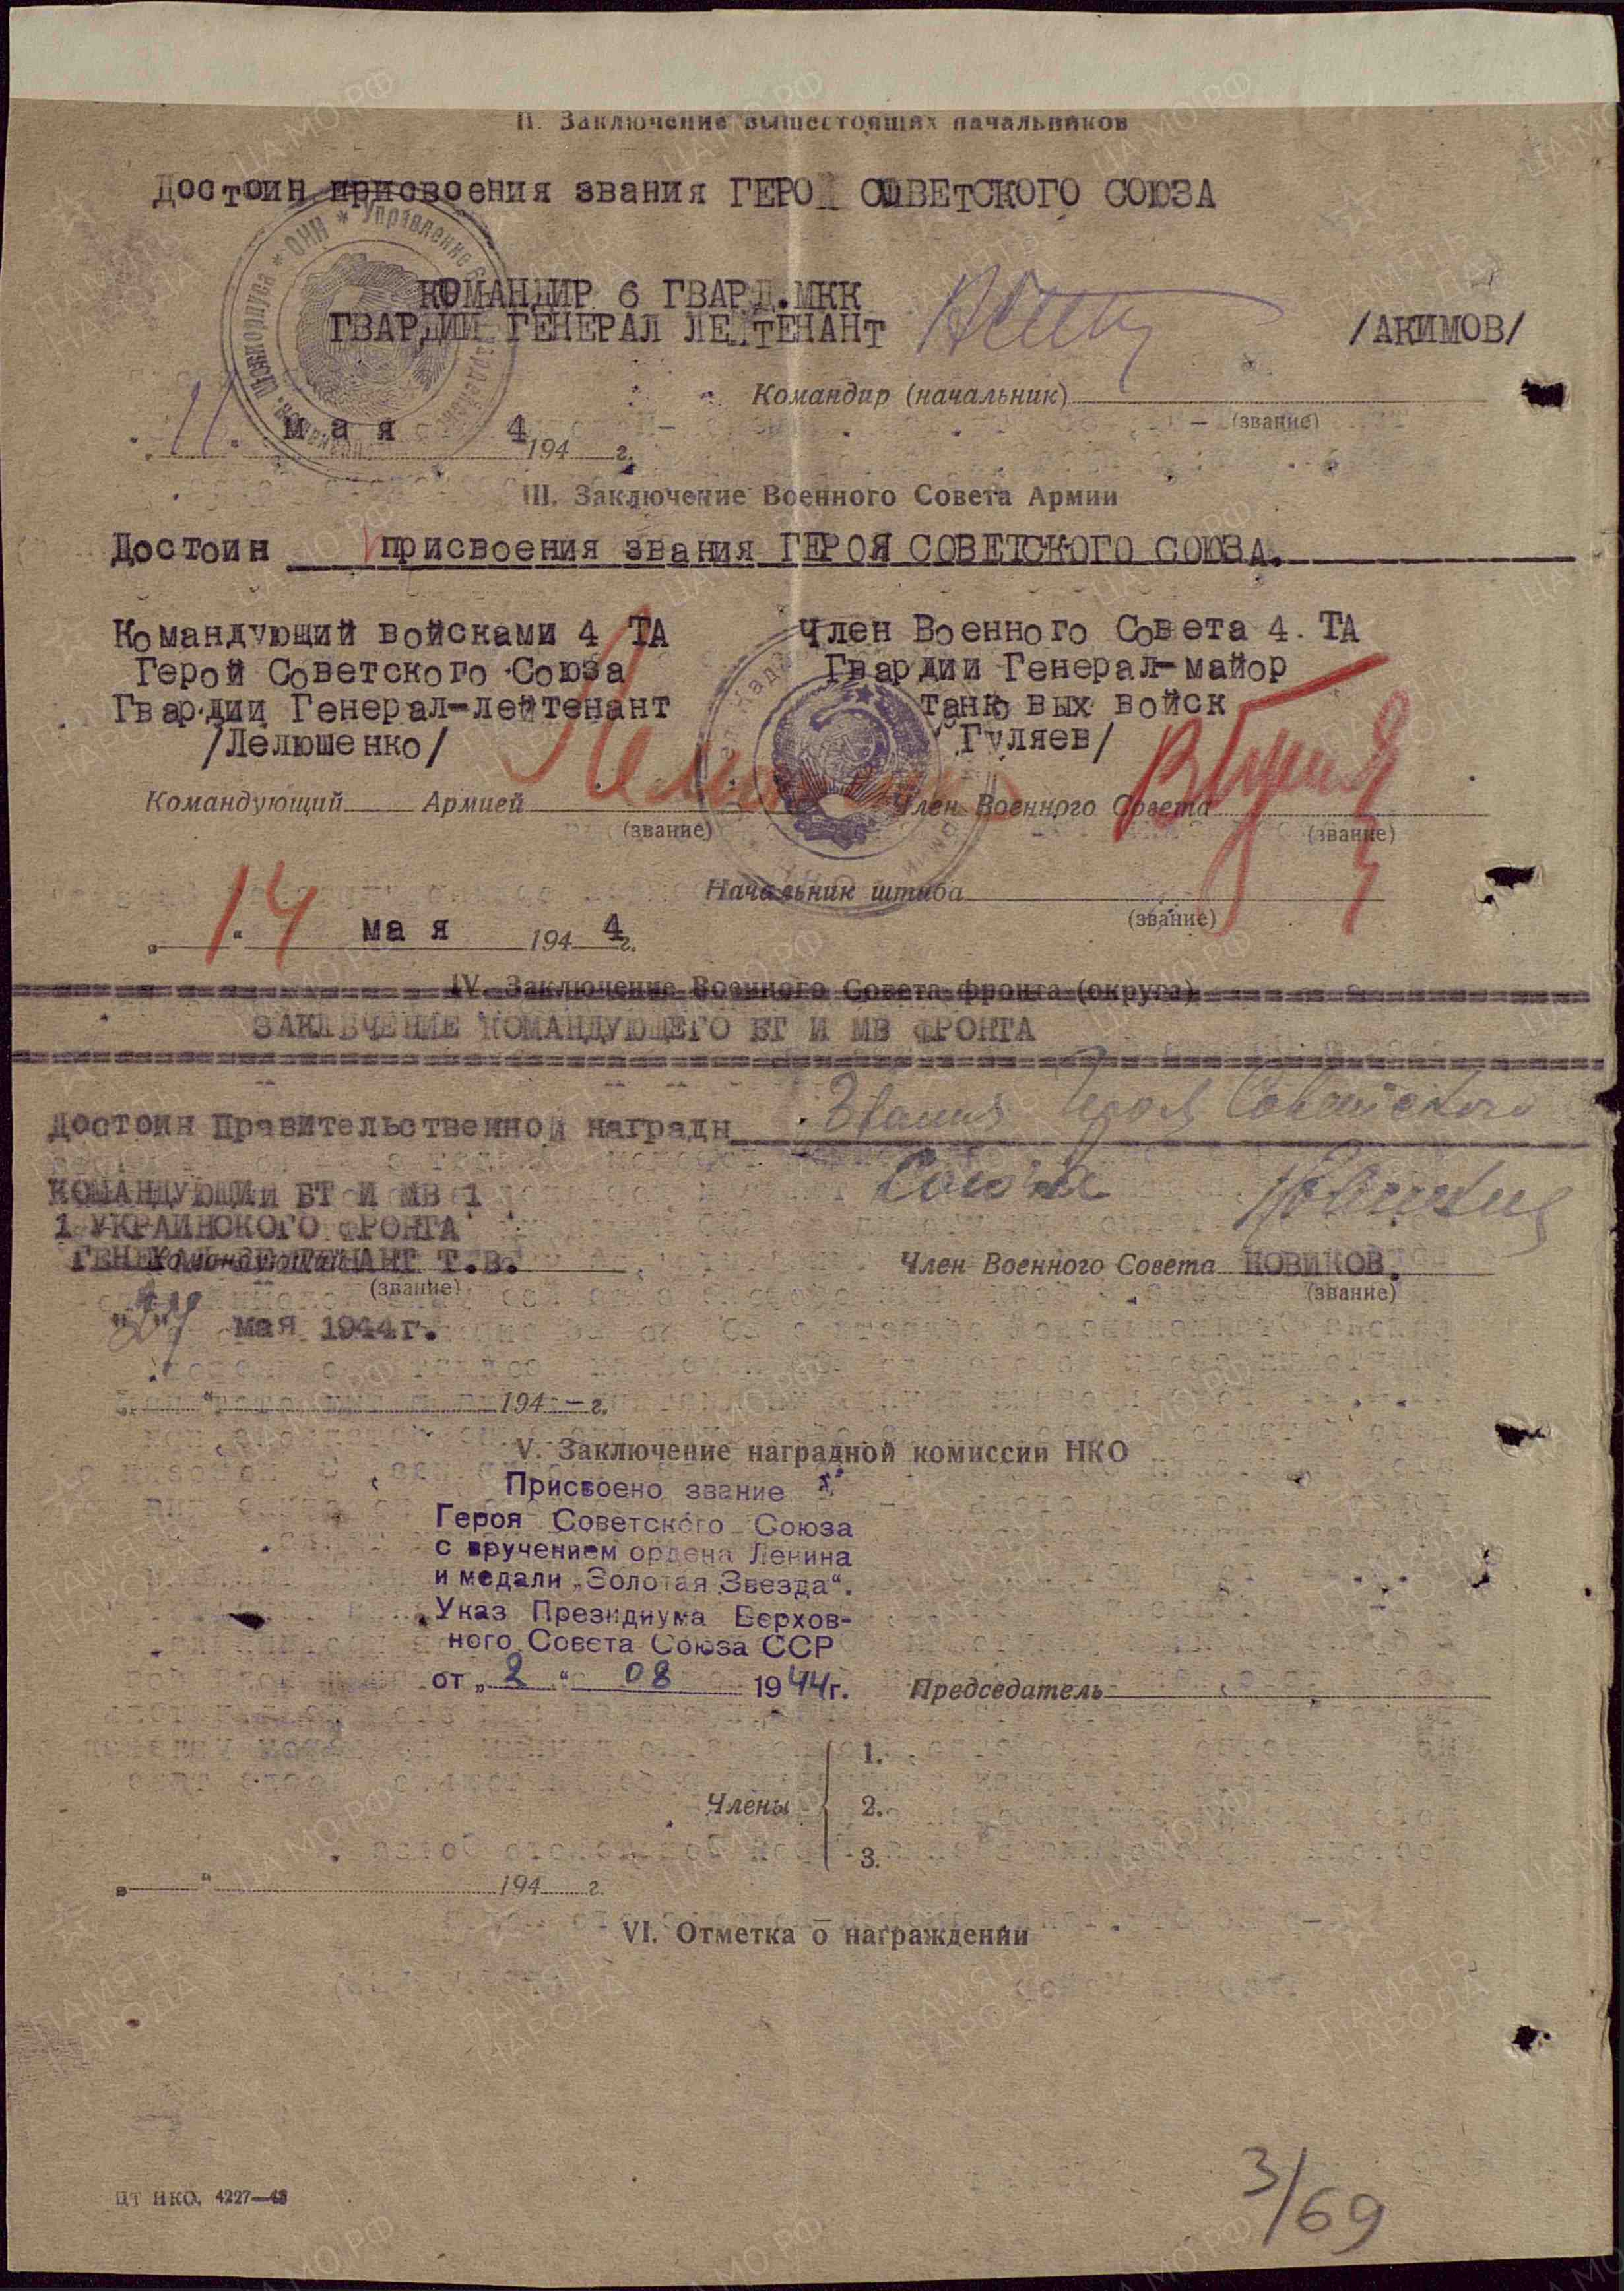 II. Заключение вышестоящих начальников
Достоин присвоения звания ГЕРОЯ СОВЕТСКОГО СОЮЗА
КОМАНДИР 6 ГВАРД.МКК
ГВАРДИИ ГЕНЕРАЛ ЛЕЙТЕНАНТ /АКИМОВ/
Командир (начальник)
(звание)
"11" мая 1944 г.
III. Заключение Военного Совета Армии
Достоин присвоения звания ГЕРОЯ СОВЕТСКОГО СОЮЗА.
Командующий войсками 4 ТА Член Военного Совета 4. ТА
Герой Советского Союза Гвардии Генерал-майор
Гвардии Генерал-лейтенант танковых войск
/Лелюшенко/ /Гуляев/
Командующий Армией Член Военного Совета
(звание) (звание)
Начальник штаба
(звание)
"14" мая 1944 г.
IV. Заключение Военного Совета фронта (округа)
ЗАКЛЮЧЕНИЕ КОМАНДУЮЩЕГО БТ И МВ ФРОНТА
Достоин Правительственной награды Звания Героя Советского
Союза
КОМАНДУЮЩИЙ БТ И МВ 1
1 УКРАИНСКОГО ФРОНТА
ГЕНЕРАЛ-ЛЕЙТЕНАНТ Т.В. Член Военного Совета НОВИКОВ.
(звание) (звание)
мая 1944г.
" " 194 г.
V. Заключение наградной комиссии НКО
Присвоено звание
Героя Советского Союза
с вручением ордена Ленина
и медали „Золотая Звезда“.
Указ Президиума Верхов-
ного Совета Союза ССР
от „2“ 08 1944г. Председатель
1.
Члены 2.
3.
" " 194 г.
VI. Отметка о награждении
ЦТ НКО. 4227—43
3/69